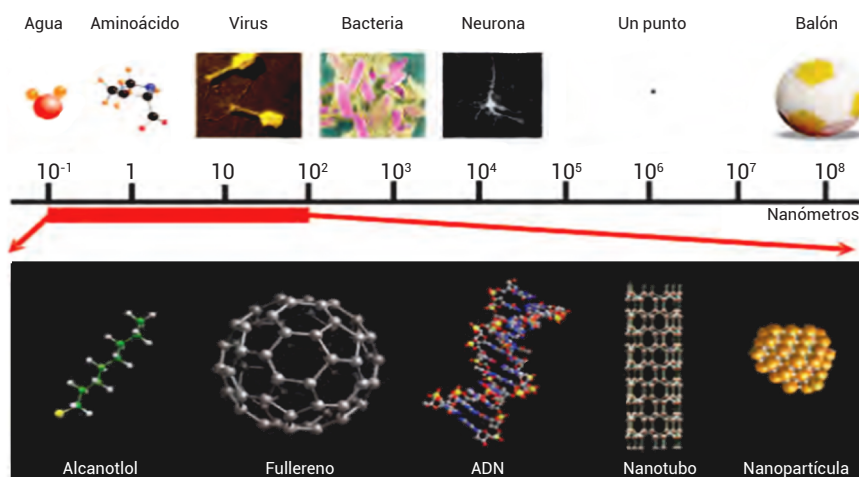 Agua Aminoácido Virus Bacteria Neurona Un punto Balón
10⁻¹ 1 10 10² 10³ 10⁴ 10⁵ 10⁶ 10⁷ 10⁸
Nanómetros
Alcanotlol Fullereno ADN Nanotubo Nanopartícula